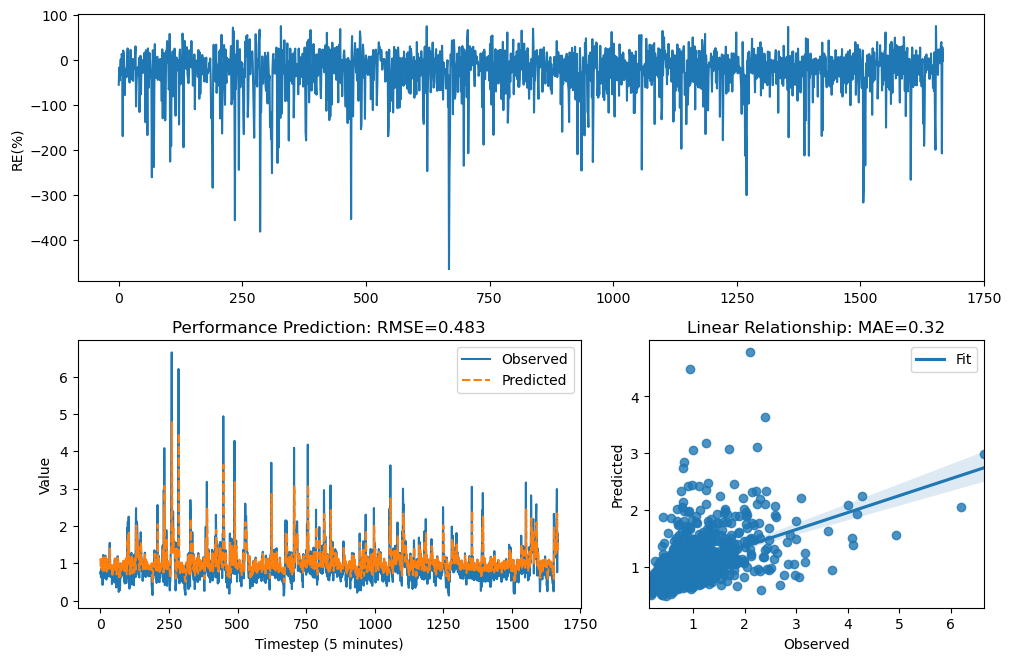 100
0
−100
−200
−300
−400
RE(%)
0 250 500 750 1000 1250 1500 1750
Performance Prediction: RMSE=0.483
Observed
Predicted
6
5
4
3
2
1
0
Value
0 250 500 750 1000 1250 1500 1750
Timestep (5 minutes)
Linear Relationship: MAE=0.32
Fit
4
3
2
1
Predicted
1 2 3 4 5 6
Observed